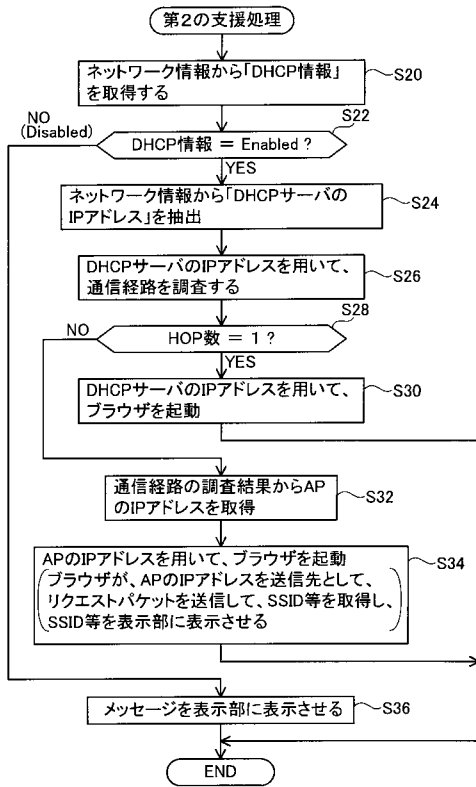 第2の支援処理
ネットワーク情報から「DHCP情報」
を取得する
S20
NO
(Disabled)
S22
DHCP情報 = Enabled ?
YES
ネットワーク情報から「DHCPサーバの
IPアドレス」を抽出
S24
DHCPサーバのIPアドレスを用いて、
通信経路を調査する
S26
S28
NO
HOP数 = 1 ?
YES
DHCPサーバのIPアドレスを用いて、
ブラウザを起動
S30
通信経路の調査結果からAP
のIPアドレスを取得
S32
APのIPアドレスを用いて、ブラウザを起動
(ブラウザが、APのIPアドレスを送信先として、
リクエストパケットを送信して、SSID等を取得し、
SSID等を表示部に表示させる)
S34
メッセージを表示部に表示させる
S36
END